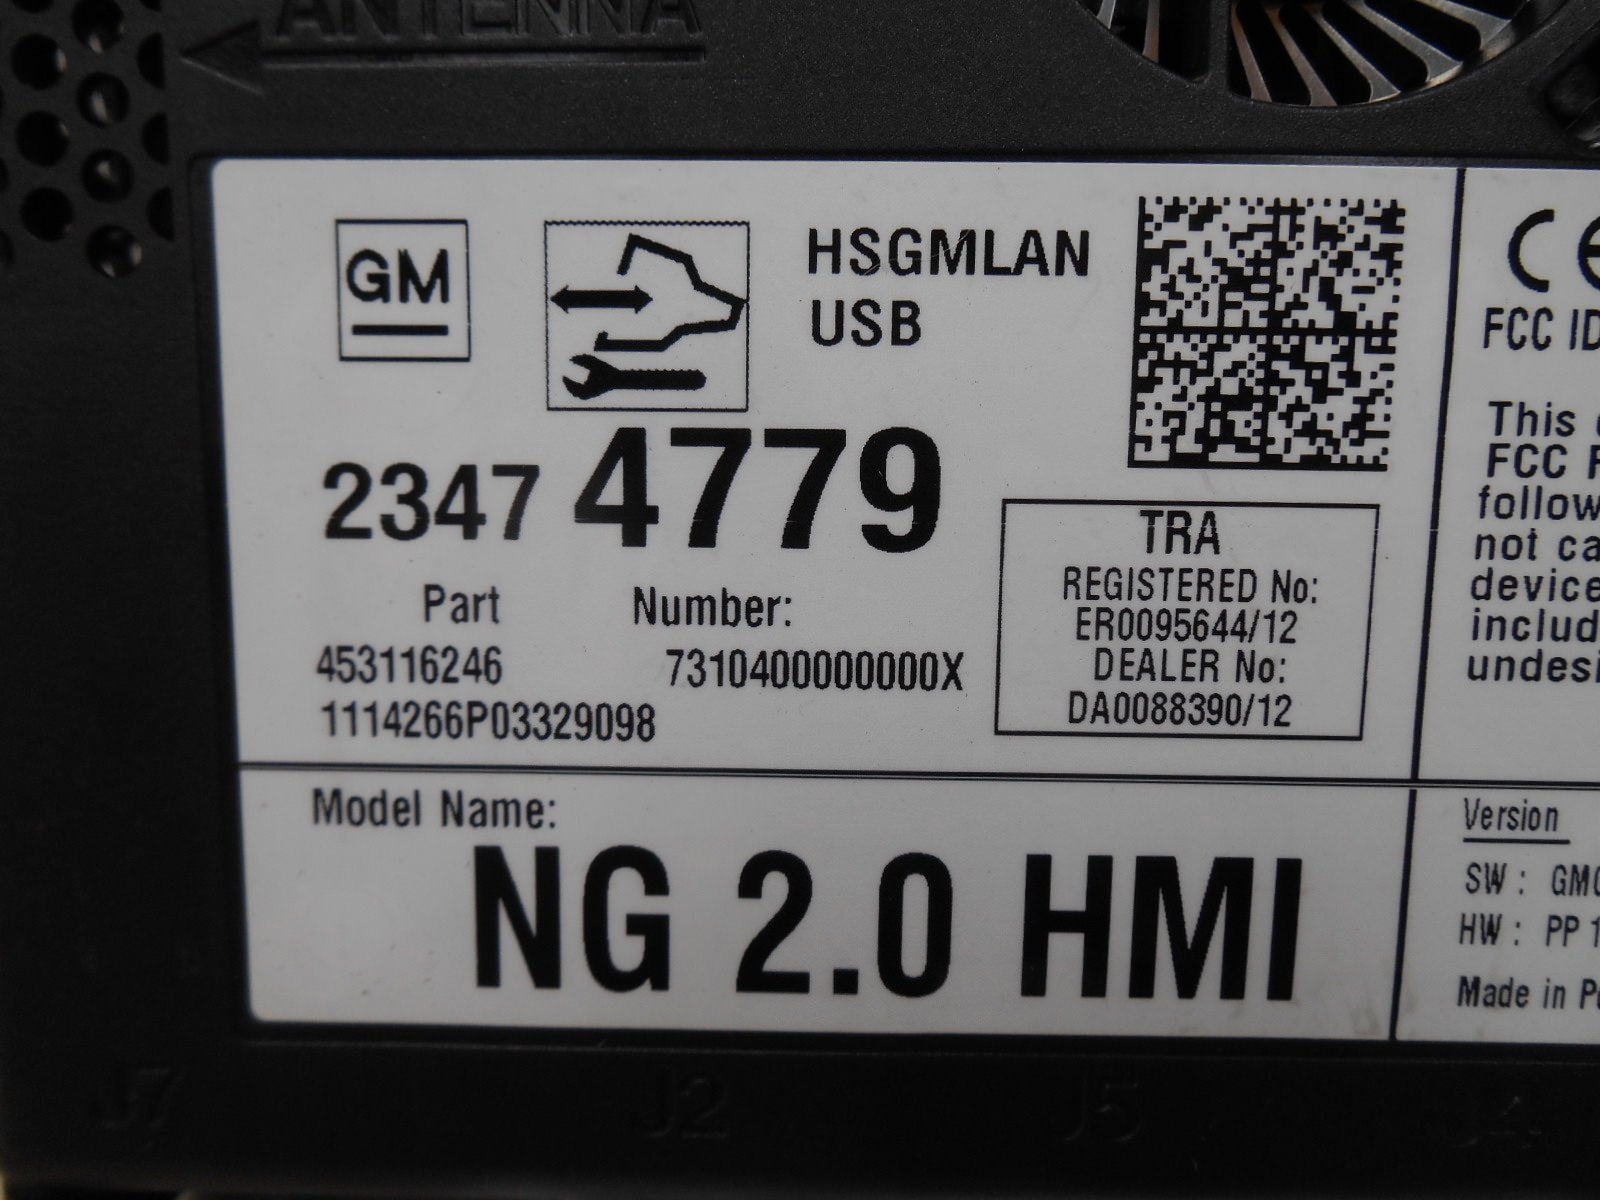 ANTENNA
GM
HSGMLAN
USB
2347 4779
Part Number:
453116246 7310400000000X
1114266P03329098
TRA
REGISTERED No:
ER0095644/12
DEALER No:
DA0088390/12
Model Name:
NG 2.0 HMI
CE
FCC ID
This
FCC
follow
not ca
device
includ
undesi
Version
SW : GM
HW : PP 1
Made in P
J7 J2 J5 J4